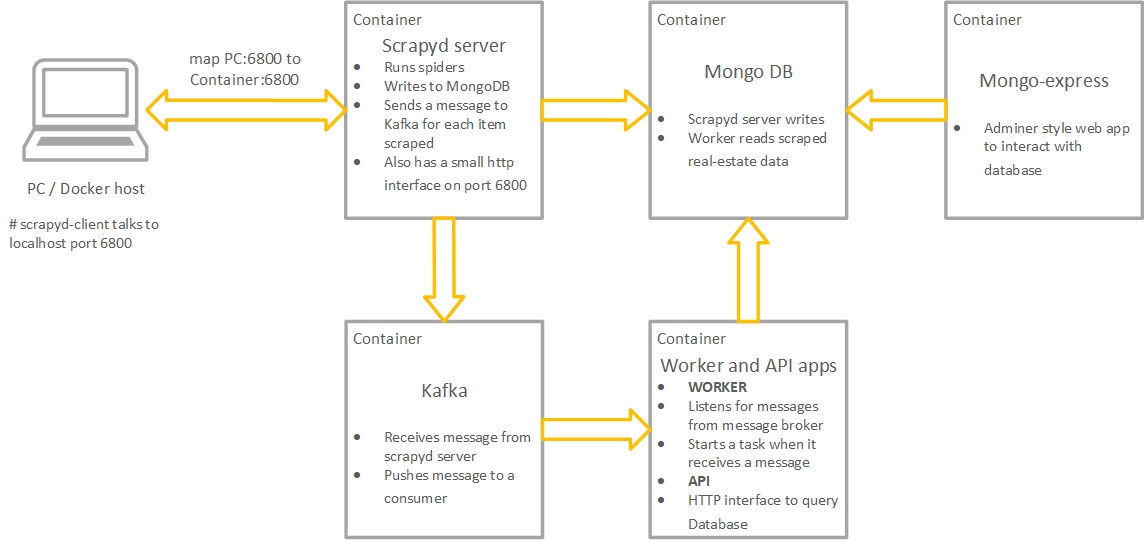 map PC:6800 to
Container:6800
PC / Docker host
# scrapyd-client talks to
localhost port 6800
Container
Scrapyd server
• Runs spiders
• Writes to MongoDB
• Sends a message to
Kafka for each item
scraped
• Also has a small http
interface on port 6800
Container
Mongo DB
• Scrapyd server writes
• Worker reads scraped
real-estate data
Container
Mongo-express
• Adminer style web app
to interact with
database
Container
Kafka
• Receives message from
scrapyd server
• Pushes message to a
consumer
Container
Worker and API apps
• WORKER
• Listens for messages
from message broker
• Starts a task when it
receives a message
• API
• HTTP interface to query
Database